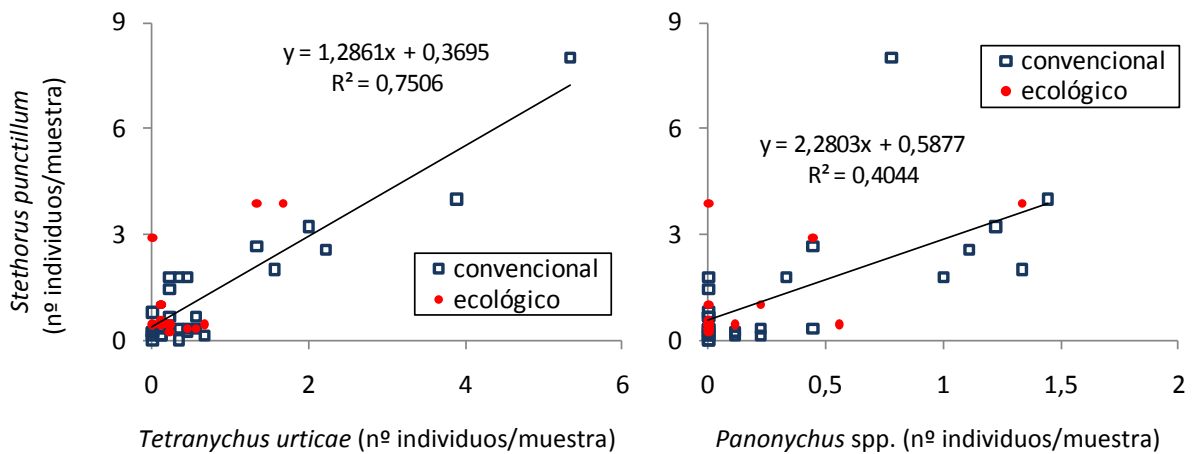 Stethorus punctillum
(nº individuos/muestra)
9
6
3
0
y = 1,2861x + 0,3695
R² = 0,7506
convencional
ecológico
0
2
4
6
Tetranychus urticae (nº individuos/muestra)
9
6
3
0
convencional
ecológico
y = 2,2803x + 0,5877
R² = 0,4044
0
0,5
1
1,5
2
Panonychus spp. (nº individuos/muestra)